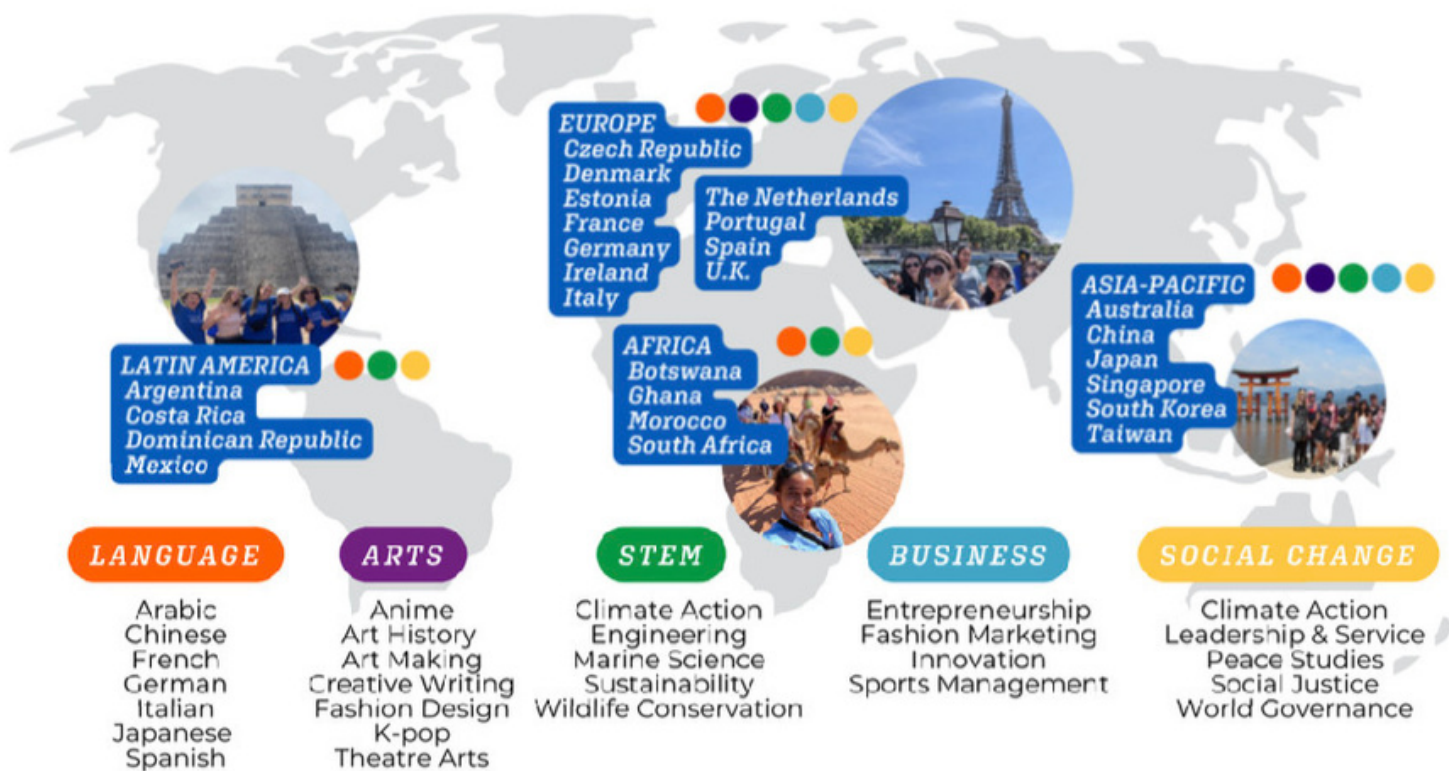 EUROPE
Czech Republic
Denmark
Estonia
France
Germany
Ireland
Italy
The Netherlands
Portugal
Spain
U.K.
ASIA-PACIFIC
Australia
China
Japan
Singapore
South Korea
Taiwan
AFRICA
Botswana
Ghana
Morocco
South Africa
LATIN AMERICA
Argentina
Costa Rica
Dominican Republic
Mexico
LANGUAGE
Arabic
Chinese
French
German
Italian
Japanese
Spanish
ARTS
Anime
Art History
Art Making
Creative Writing
Fashion Design
K-pop
Theatre Arts
STEM
Climate Action
Engineering
Marine Science
Sustainability
Wildlife Conservation
BUSINESS
Entrepreneurship
Fashion Marketing
Innovation
Sports Management
SOCIAL CHANGE
Climate Action
Leadership & Service
Peace Studies
Social Justice
World Governance